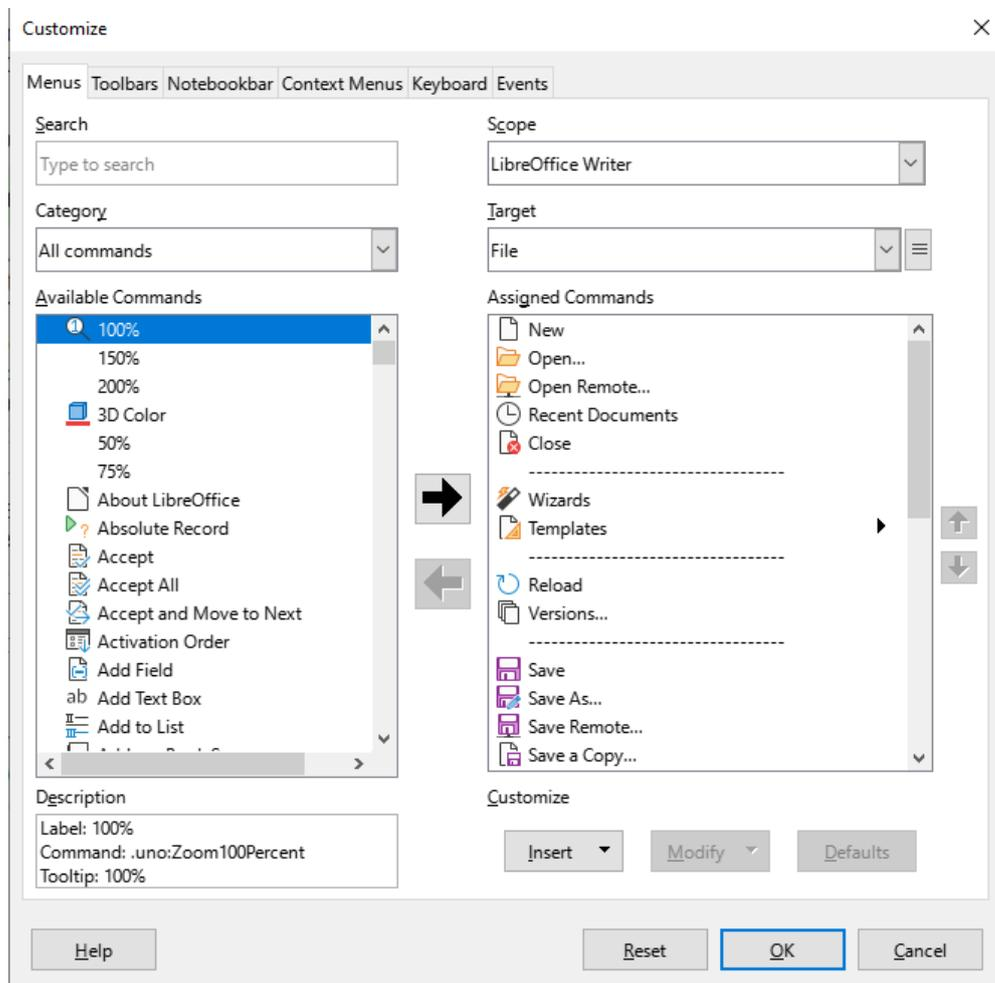 Customize
Menus Toolbars Notebookbar Context Menus Keyboard Events
Search
Type to search
Category
All commands
Available Commands
100%
150%
200%
3D Color
50%
75%
About LibreOffice
Absolute Record
Accept
Accept All
Accept and Move to Next
Activation Order
Add Field
ab Add Text Box
Add to List
Description
Label: 100%
Command: .uno:Zoom100Percent
Tooltip: 100%
Scope
LibreOffice Writer
Target
File
Assigned Commands
New
Open...
Open Remote...
Recent Documents
Close
--------------------------------
Wizards
Templates
--------------------------------
Reload
Versions...
--------------------------------
Save
Save As...
Save Remote...
Save a Copy...
Customize
Insert Modify Defaults
Help Reset OK Cancel